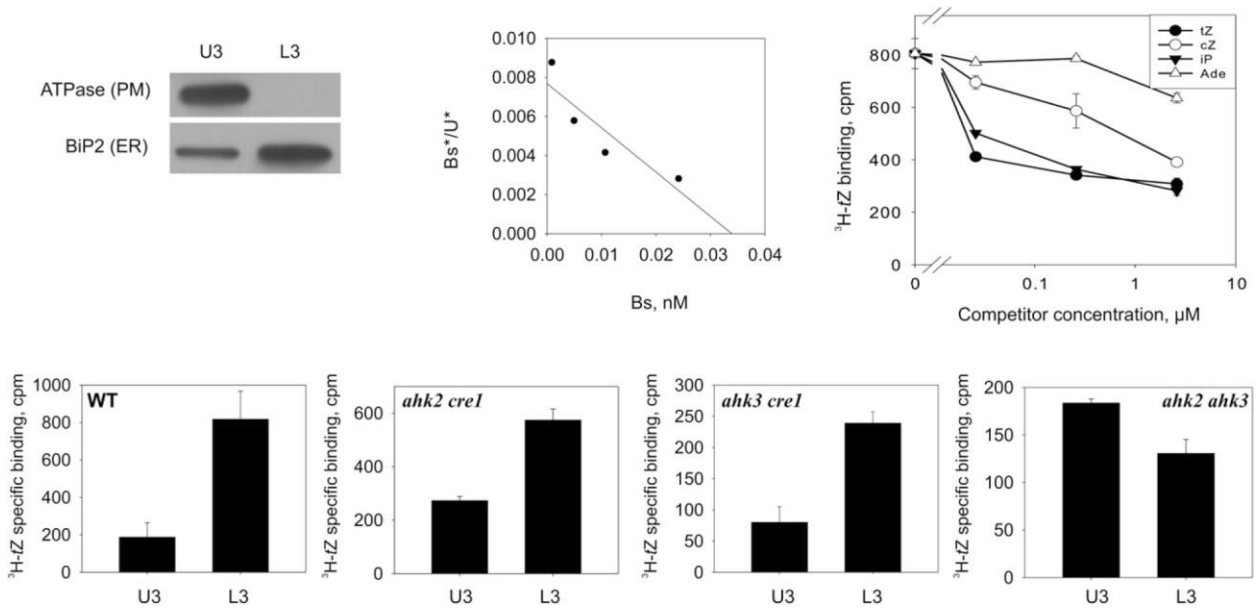 U3 L3
ATPase (PM)
BiP2 (ER)
0.010
0.008
0.006
0.004
0.002
0.000
Bs*/U*
0.00 0.01 0.02 0.03 0.04
Bs, nM
tZ
cZ
iP
Ade
800
600
400
200
0
³H-tZ binding, cpm
0 0.1 1 10
Competitor concentration, µM
WT
1000
800
600
400
200
0
³H-tZ specific binding, cpm
U3 L3
ahk2 cre1
600
400
200
0
³H-tZ specific binding, cpm
U3 L3
ahk3 cre1
300
250
200
150
100
50
0
³H-tZ specific binding, cpm
U3 L3
ahk2 ahk3
200
150
100
50
0
³H-tZ specific binding, cpm
U3 L3